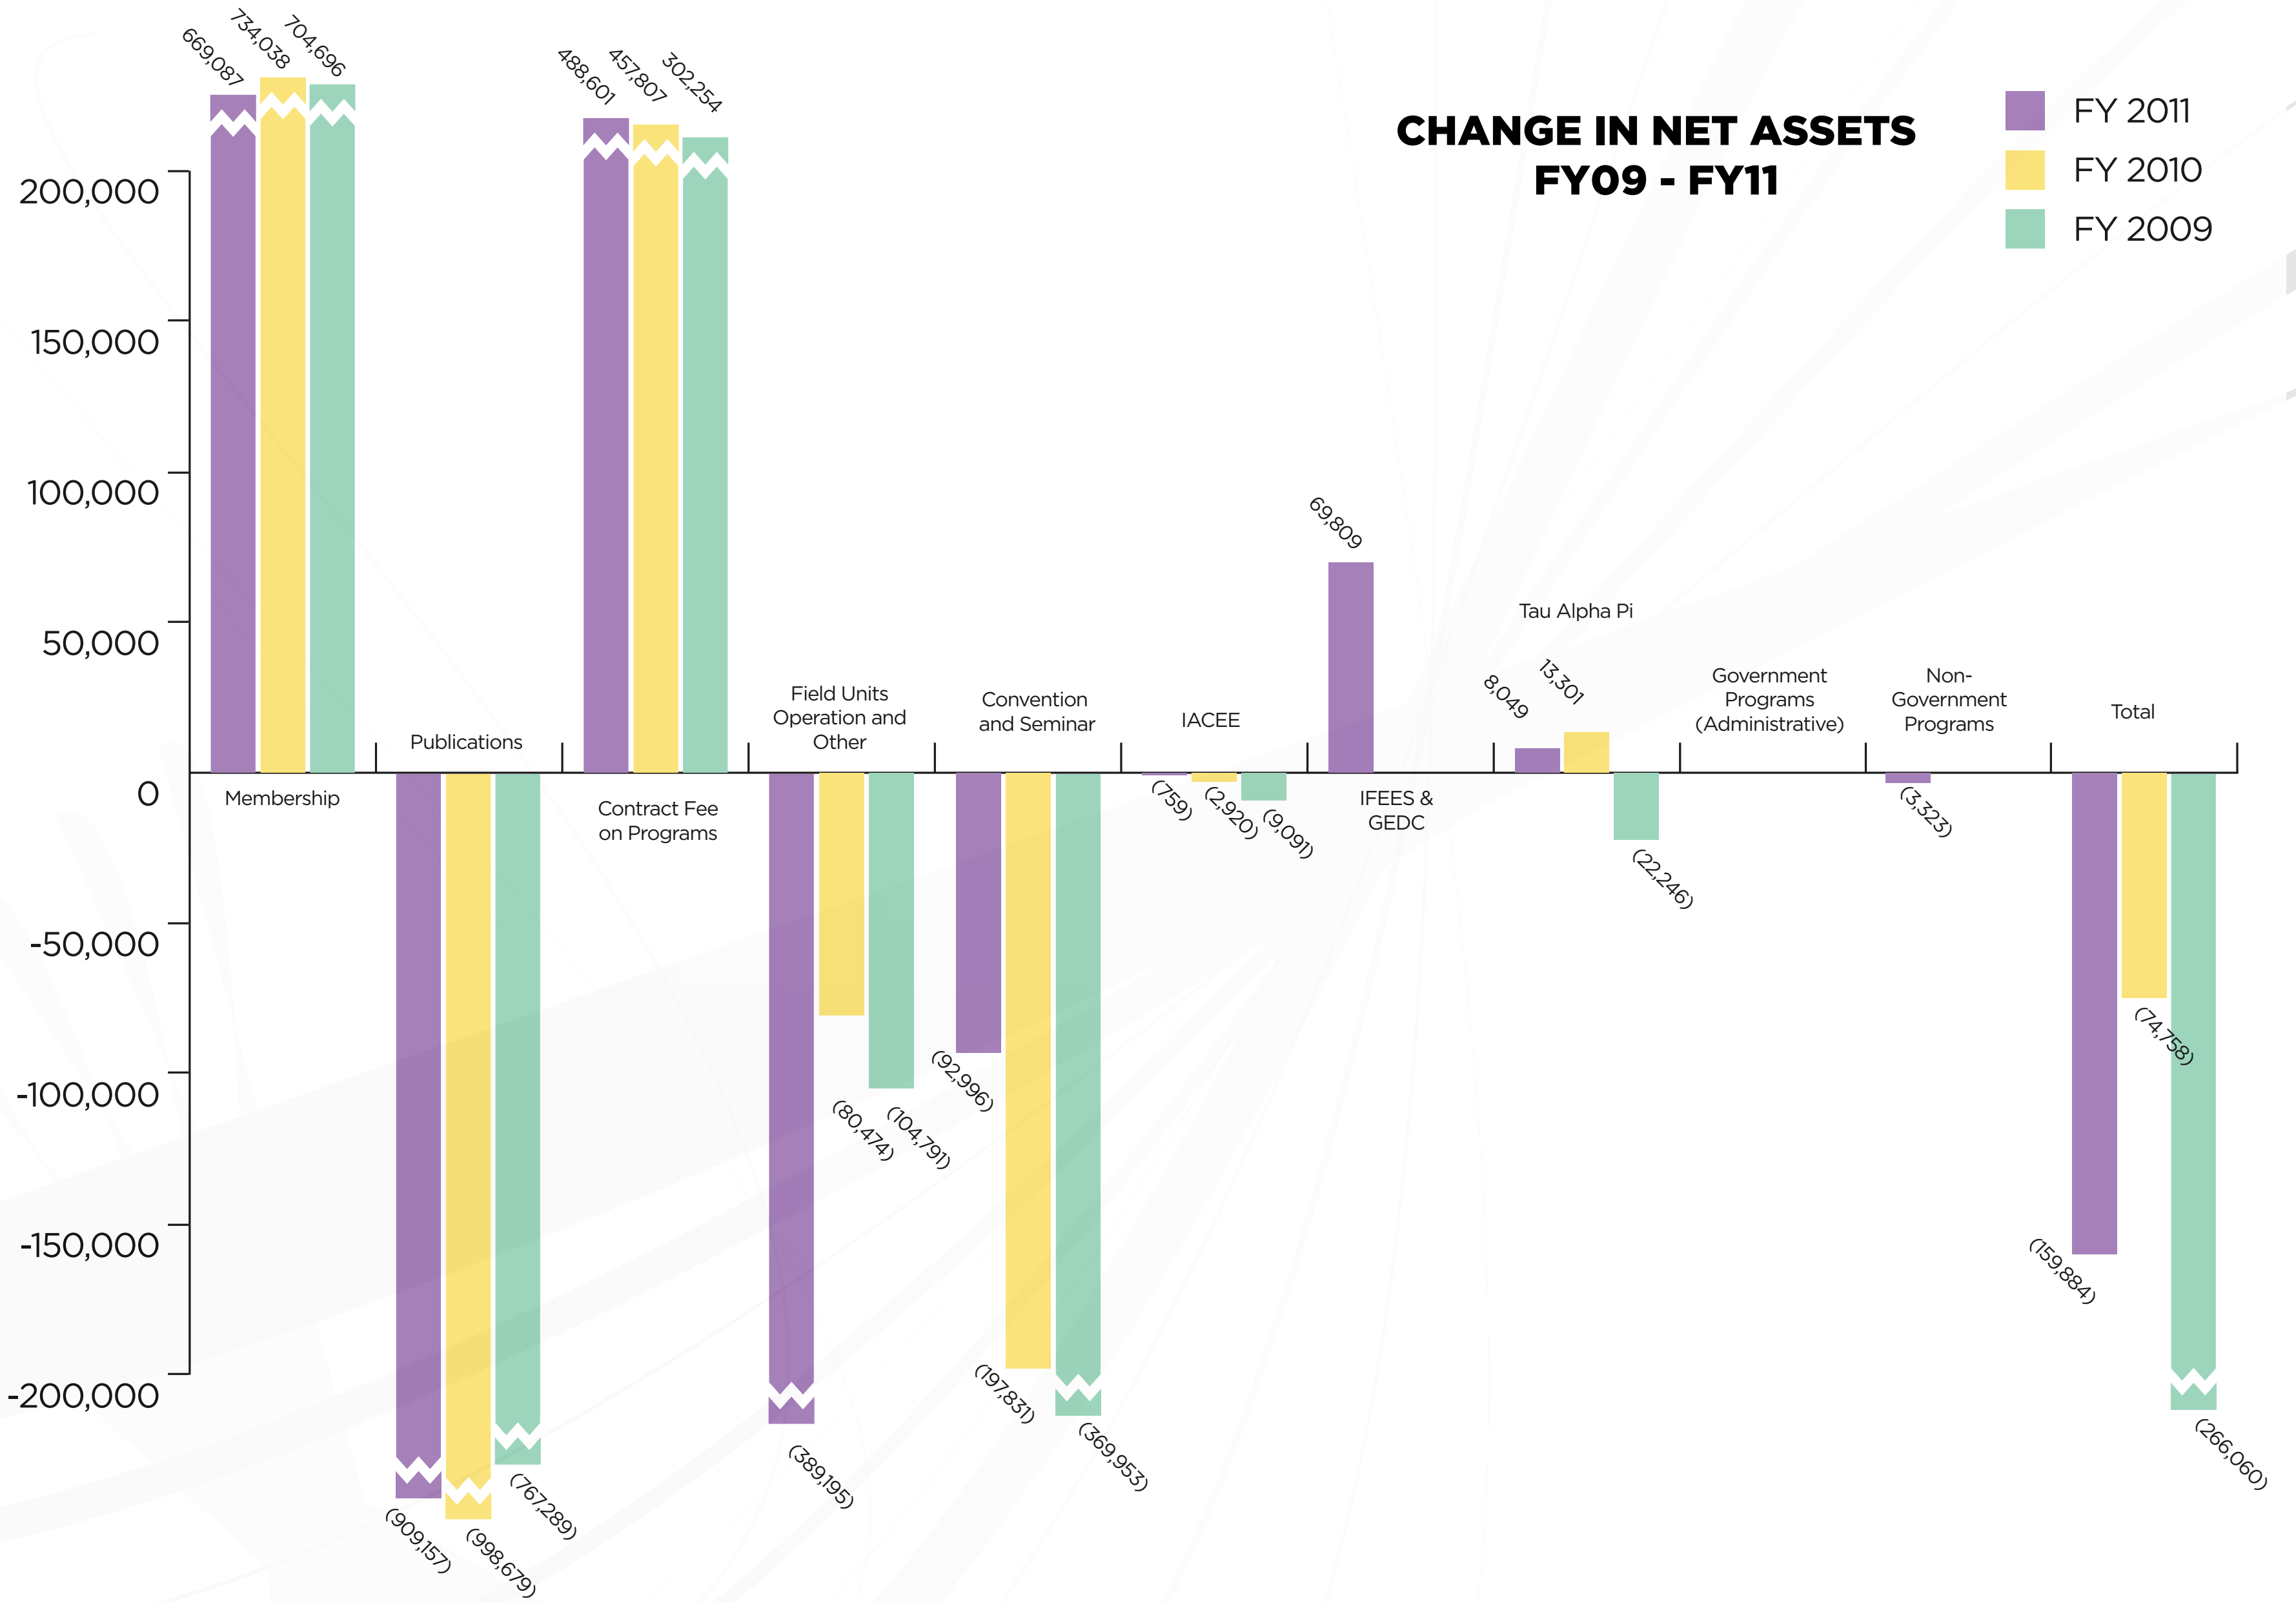 CHANGE IN NET ASSETS
FY09 - FY11
FY 2011
FY 2010
FY 2009
200,000
150,000
100,000
50,000
0
-50,000
-100,000
-150,000
-200,000
669,087
734,038
704,696
Membership
Publications
(909,157)
(998,679)
(767,289)
488,601
457,807
302,254
Contract Fee
on Programs
Field Units
Operation and
Other
(389,195)
(80,474)
(104,791)
Convention
and Seminar
(92,996)
(197,831)
(369,953)
IACEE
(759)
(2,920)
(9,091)
69,809
IFEES &
GEDC
Tau Alpha Pi
8,049
13,301
(22,246)
Government
Programs
(Administrative)
Non-
Government
Programs
(3,323)
Total
(159,884)
(74,758)
(266,060)